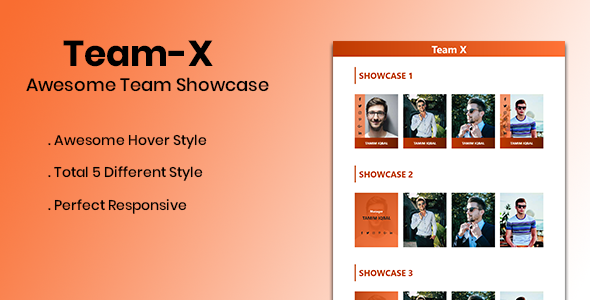 Team-X
Awesome Team Showcase
. Awesome Hover Style
. Total 5 Different Style
. Perfect Responsive
Team X
SHOWCASE 1
TAMIM IQBAL
TAMIM IQBAL
TAMIM IQBAL
TAMIM IQBAL
SHOWCASE 2
Manager
TAMIM IQBAL
SHOWCASE 3